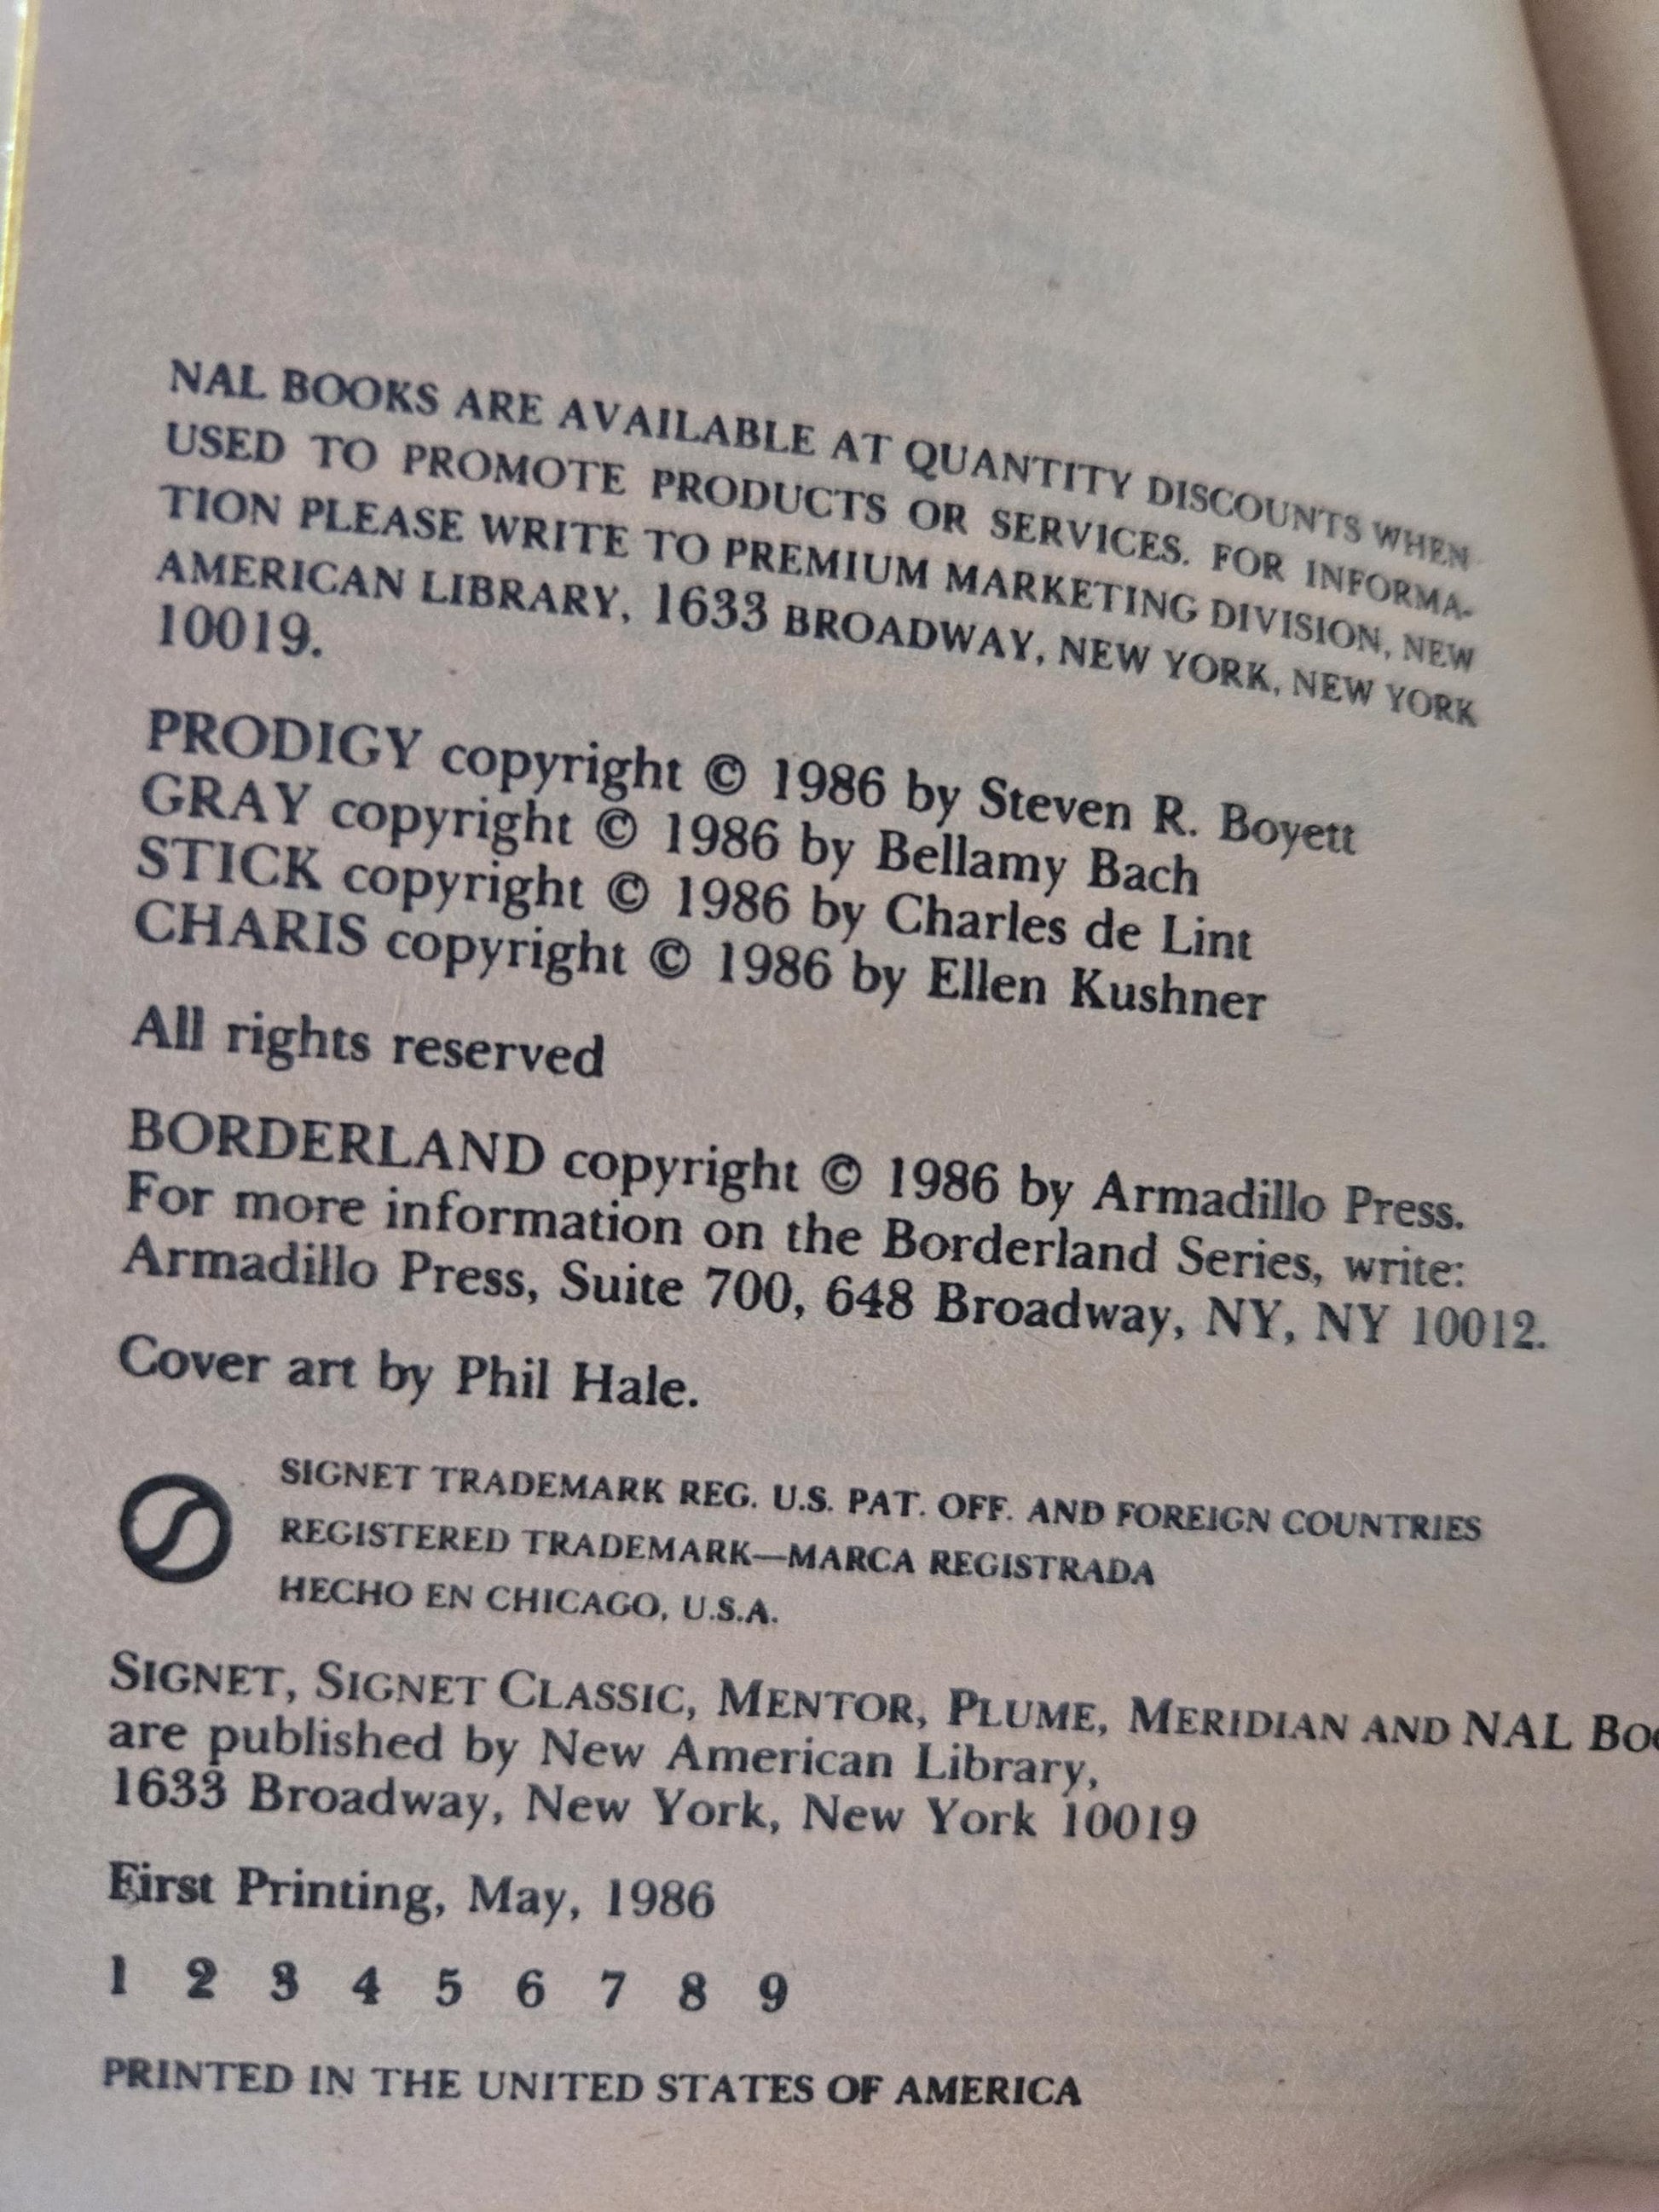 NAL BOOKS ARE AVAILABLE AT QUANTITY DISCOUNTS WHEN
USED TO PROMOTE PRODUCTS OR SERVICES. FOR INFORMA-
TION PLEASE WRITE TO PREMIUM MARKETING DIVISION, NEW
AMERICAN LIBRARY, 1633 BROADWAY, NEW YORK, NEW YORK
10019.
PRODIGY copyright © 1986 by Steven R. Boyett
GRAY copyright © 1986 by Bellamy Bach
STICK copyright © 1986 by Charles de Lint
CHARIS copyright © 1986 by Ellen Kushner
All rights reserved
BORDERLAND copyright © 1986 by Armadillo Press.
For more information on the Borderland Series, write:
Armadillo Press, Suite 700, 648 Broadway, NY, NY 10012.
Cover art by Phil Hale.
SIGNET TRADEMARK REG. U.S. PAT. OFF. AND FOREIGN COUNTRIES
REGISTERED TRADEMARK—MARCA REGISTRADA
HECHO EN CHICAGO, U.S.A.
SIGNET, SIGNET CLASSIC, MENTOR, PLUME, MERIDIAN AND NAL
are published by New American Library,
1633 Broadway, New York, New York 10019
First Printing, May, 1986
1 2 3 4 5 6 7 8 9
PRINTED IN THE UNITED STATES OF AMERICA